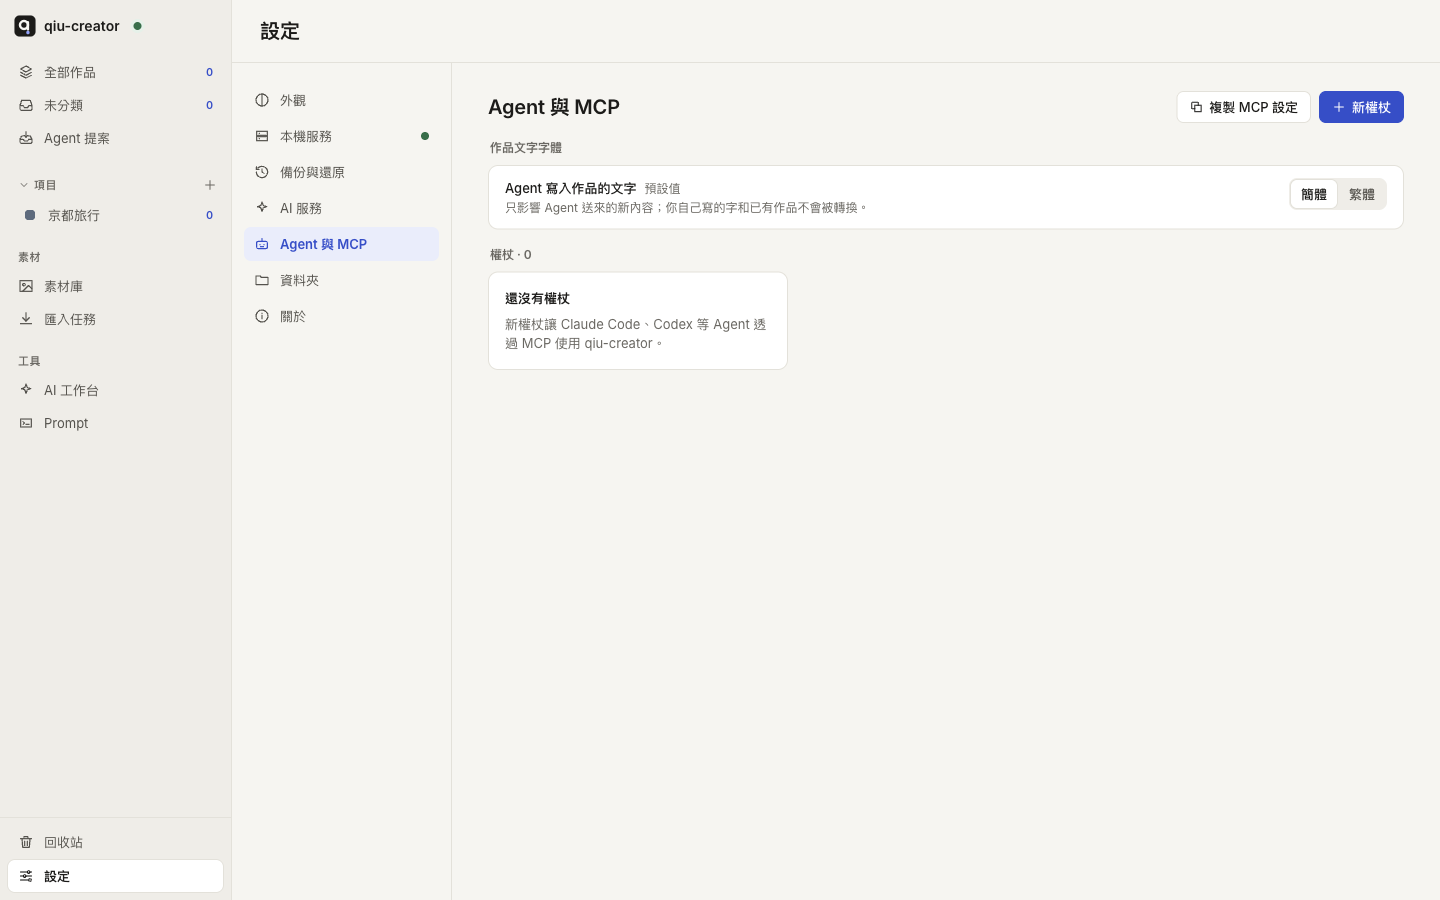 qiu-creator
全部作品 0
未分類 0
Agent 提案
項目
京都旅行 0
素材
素材庫
匯入任務
工具
AI 工作台
Prompt
回收站
設定
設定
外觀
本機服務
備份與還原
AI 服務
Agent 與 MCP
資料夾
關於
Agent 與 MCP
複製 MCP 設定
新權杖
作品文字字體
Agent 寫入作品的文字 預設值
只影響 Agent 送來的新內容；你自己寫的字和已有作品不會被轉換。
簡體 繁體
權杖 · 0
還沒有權杖
新權杖讓 Claude Code、Codex 等 Agent 透
過 MCP 使用 qiu-creator。